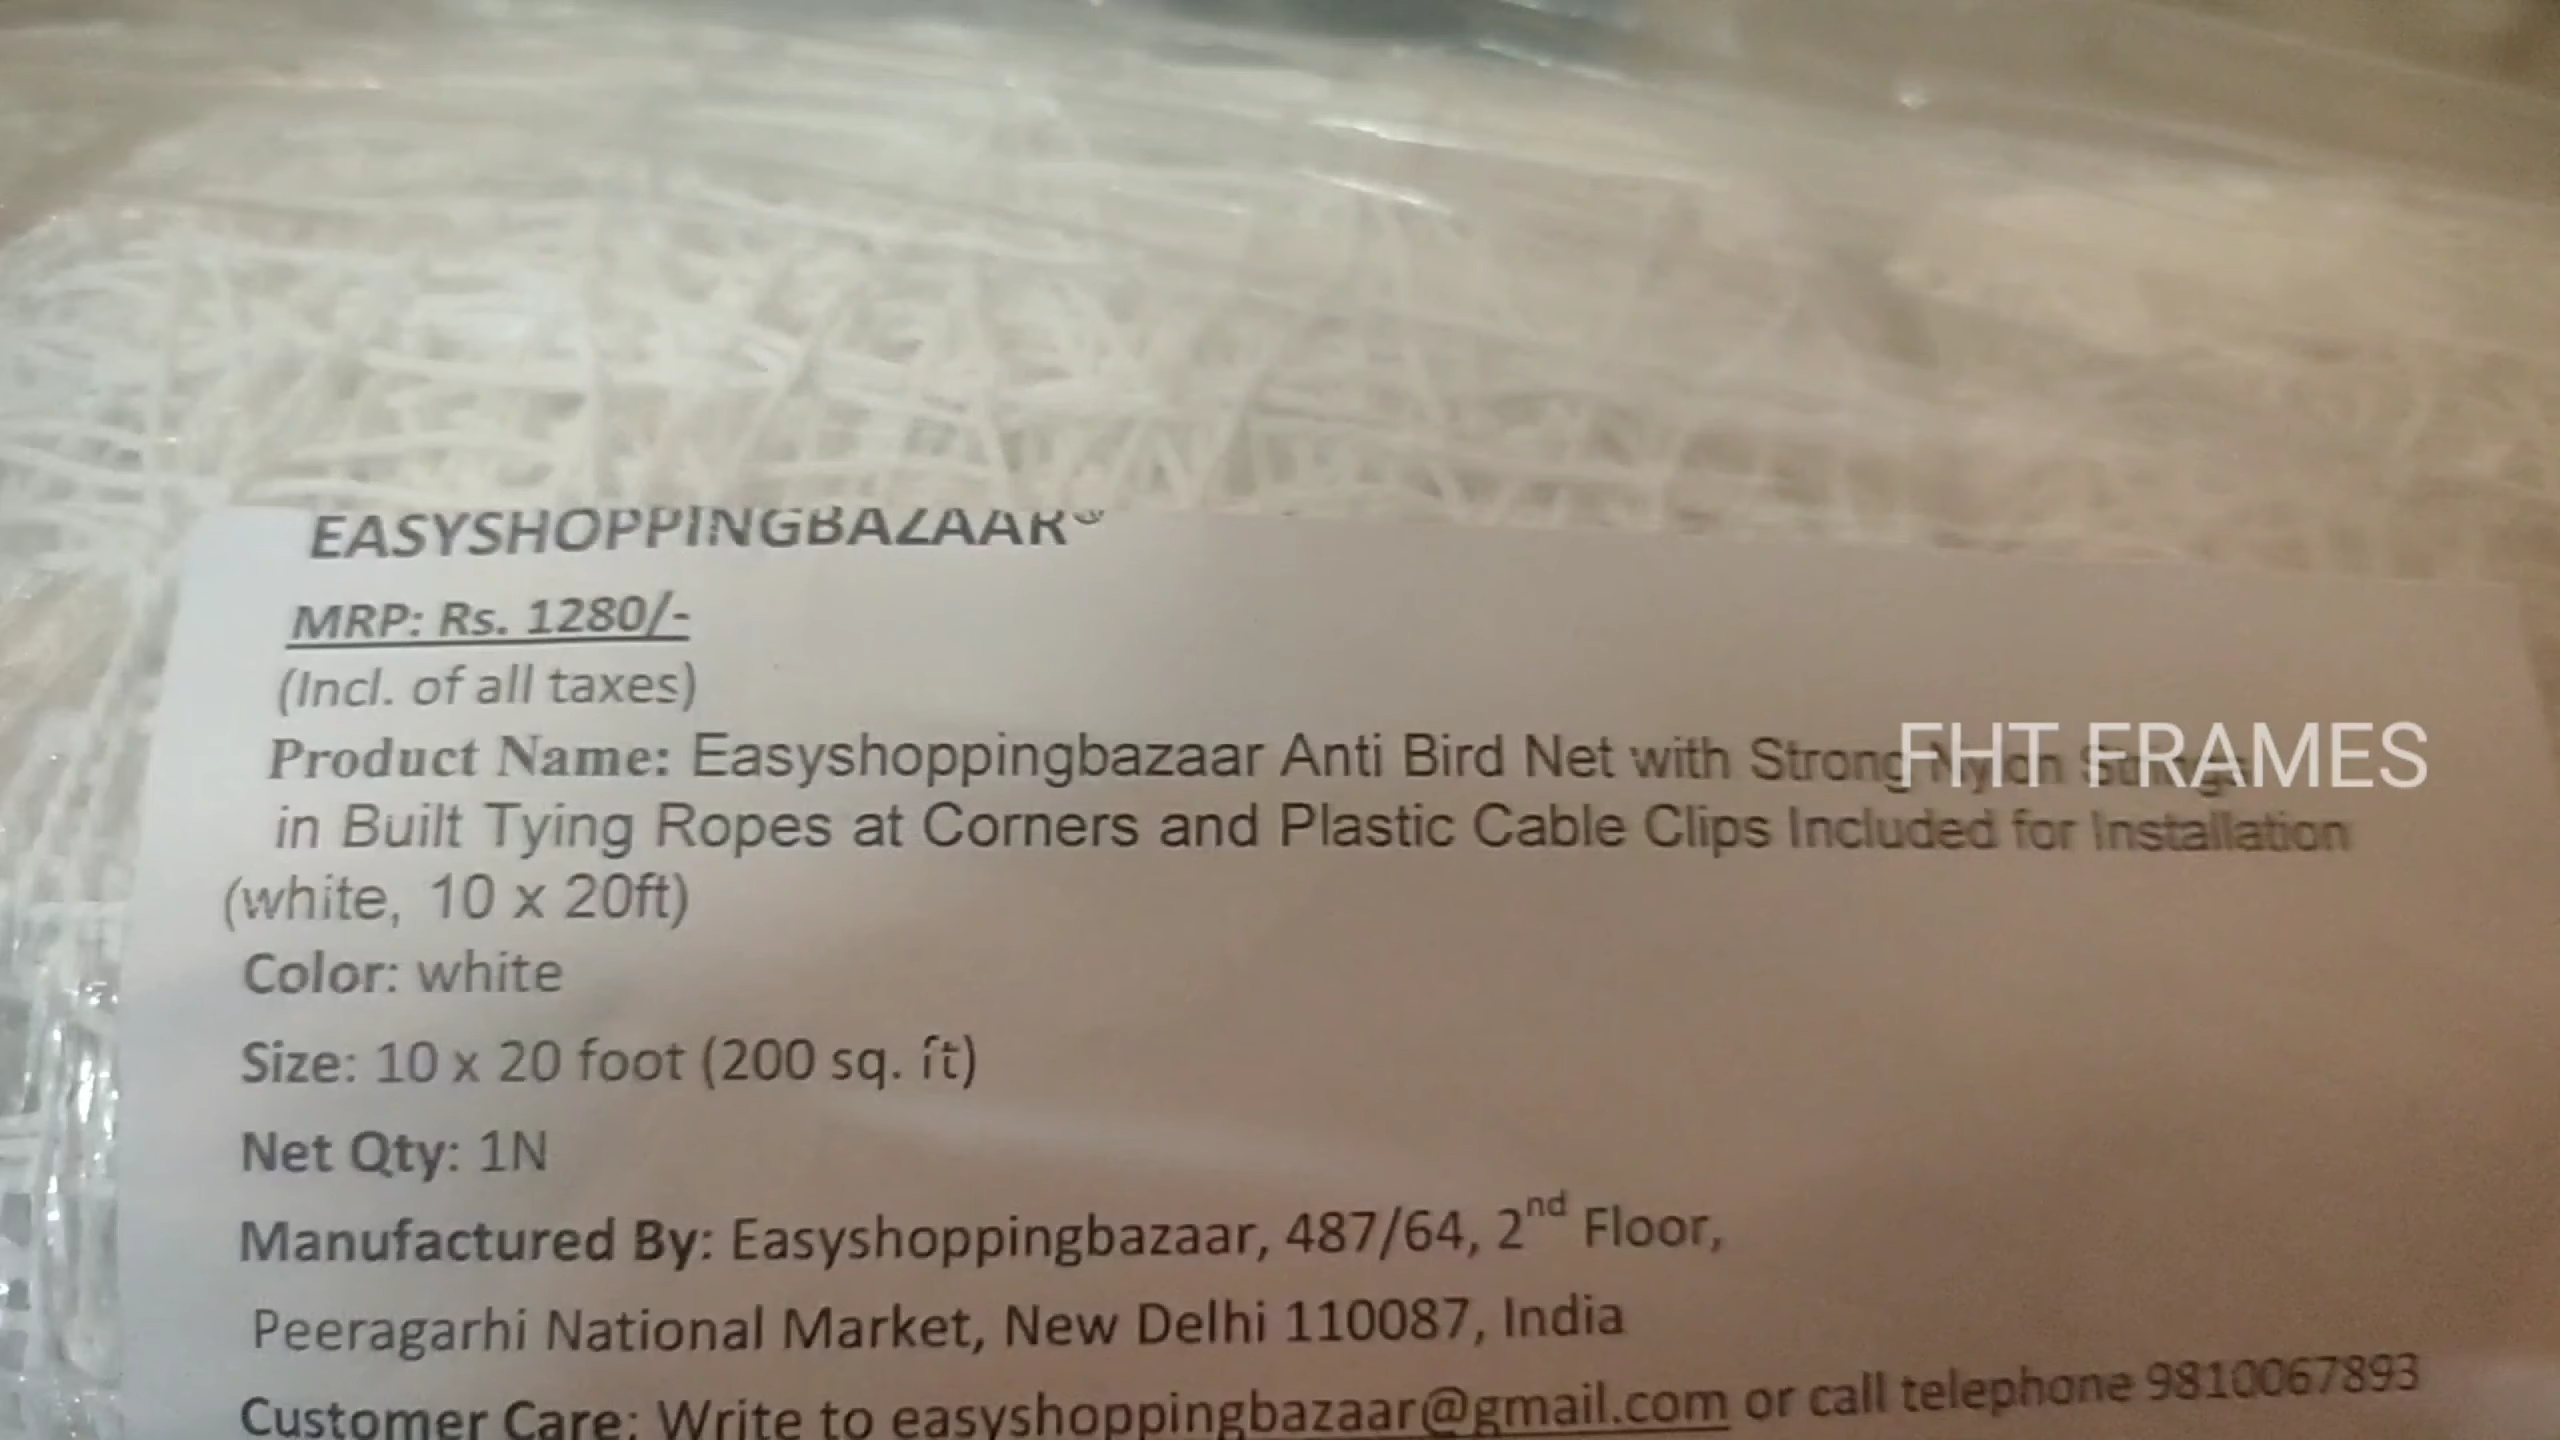 EASYSHOPPINGBAZAAR®
MRP: Rs. 1280/-
(Incl. of all taxes)
Product Name: Easyshoppingbazaar Anti Bird Net with Strong Nylon
FHT FRAMES
in Built Tying Ropes at Corners and Plastic Cable Clips Included for Installation
(white, 10 x 20ft)
Color: white
Size: 10 x 20 foot (200 sq. ft)
Net Qty: 1N
Manufactured By: Easyshoppingbazaar, 487/64, 2nd Floor,
Peeragarhi National Market, New Delhi 110087, India
Customer Care: Write to easyshoppingbazaar@gmail.com or call telephone 9810067893